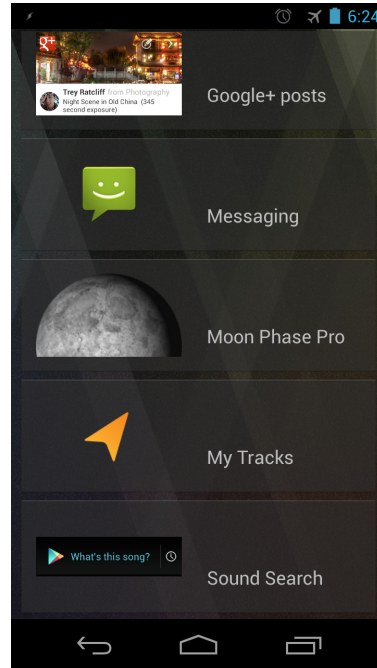 6:24
g+
Trey Ratcliff from Photography
Night Scene in Old China (345
second exposure)
Google+ posts
Messaging
Moon Phase Pro
My Tracks
What's this song?
Sound Search